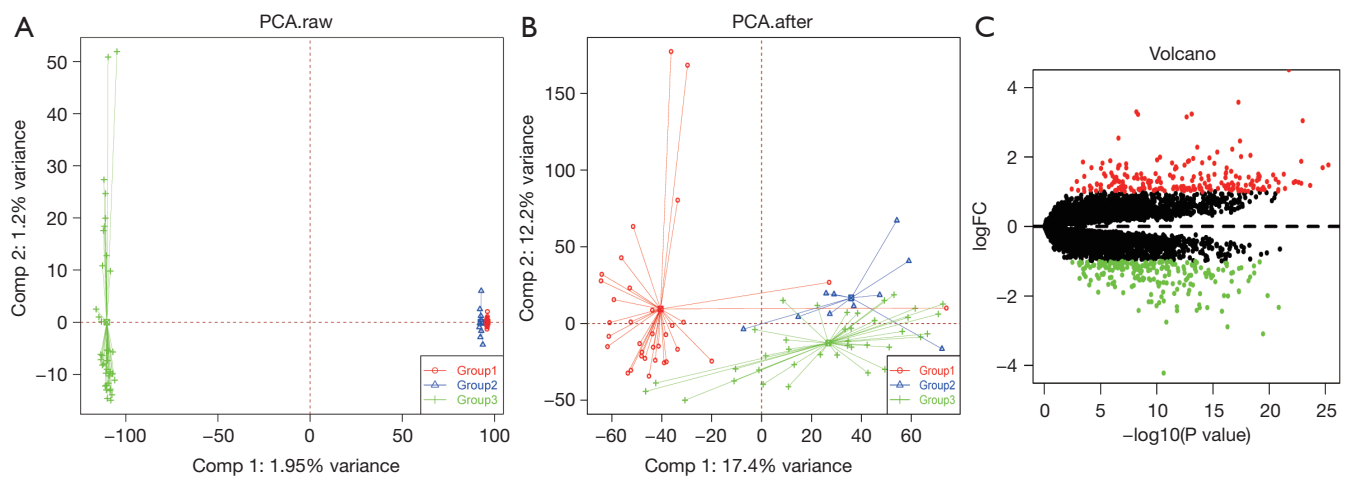 A
PCA.raw
Comp 2: 1.2% variance
50
40
30
20
10
0
−10
−100
−50
0
50
100
Comp 1: 1.95% variance
Group1
Group2
Group3
B
PCA.after
Comp 2: 12.2% variance
150
100
50
0
−50
−60
−40
−20
0
20
40
60
Comp 1: 17.4% variance
Group1
Group2
Group3
C
Volcano
logFC
4
2
0
−2
−4
0
5
10
15
20
25
−log10(P value)